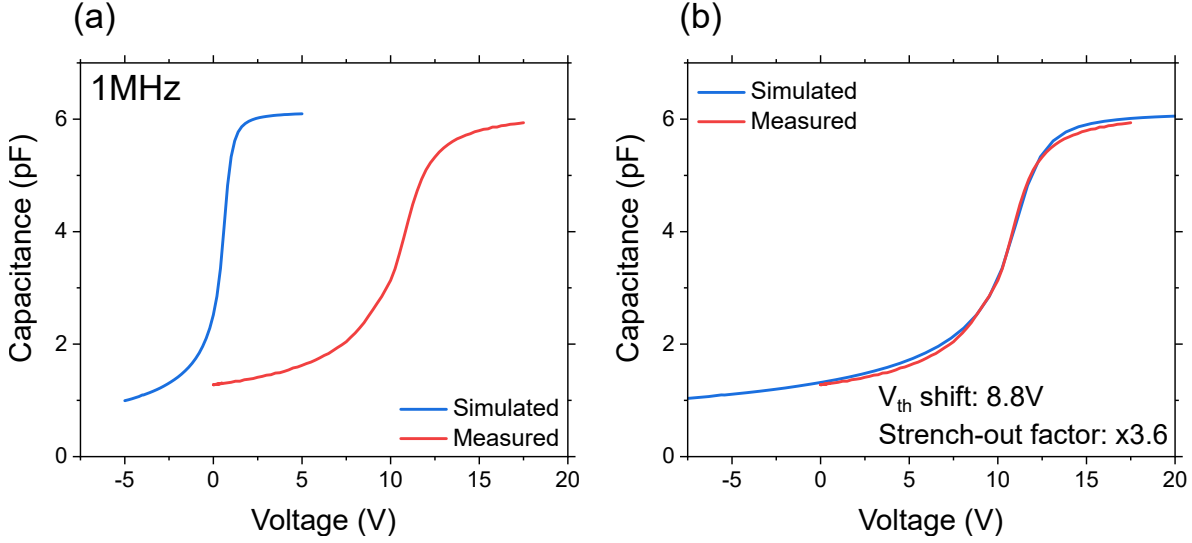 (a)
1MHz
Capacitance (pF)
6
4
2
0
Simulated
Measured
-5
0
5
10
15
20
Voltage (V)
(b)
Simulated
Measured
Capacitance (pF)
6
4
2
0
Vth shift: 8.8V
Strench-out factor: x3.6
-5
0
5
10
15
20
Voltage (V)